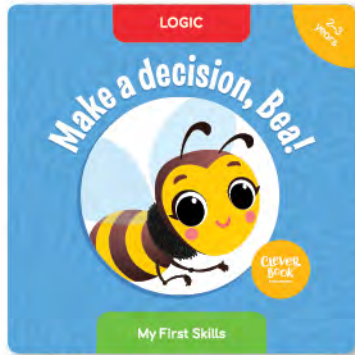 LOGIC
2–3
years
Make a decision, Bea!
CLEVER
BOOK
My First Skills